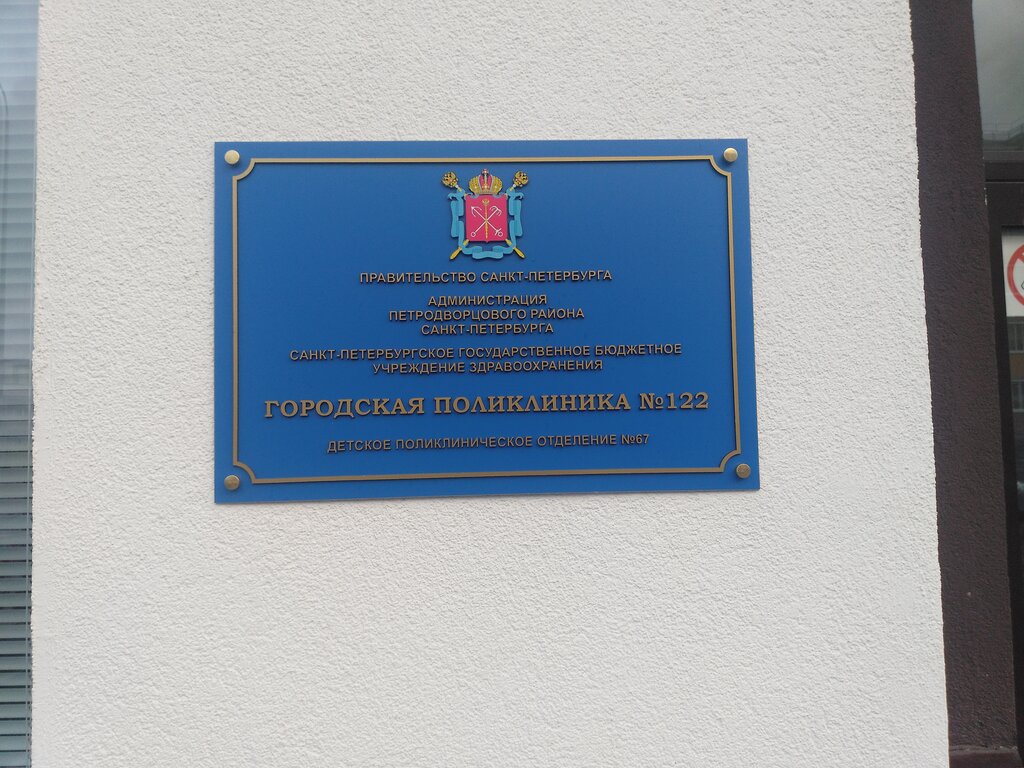 ПРАВИТЕЛЬСТВО САНКТ-ПЕТЕРБУРГА
АДМИНИСТРАЦИЯ
ПЕТРОДВОРЦОВОГО РАЙОНА
САНКТ-ПЕТЕРБУРГА
САНКТ-ПЕТЕРБУРГСКОЕ ГОСУДАРСТВЕННОЕ БЮДЖЕТНОЕ
УЧРЕЖДЕНИЕ ЗДРАВООХРАНЕНИЯ
ГОРОДСКАЯ ПОЛИКЛИНИКА №122
ДЕТСКОЕ ПОЛИКЛИНИЧЕСКОЕ ОТДЕЛЕНИЕ №67